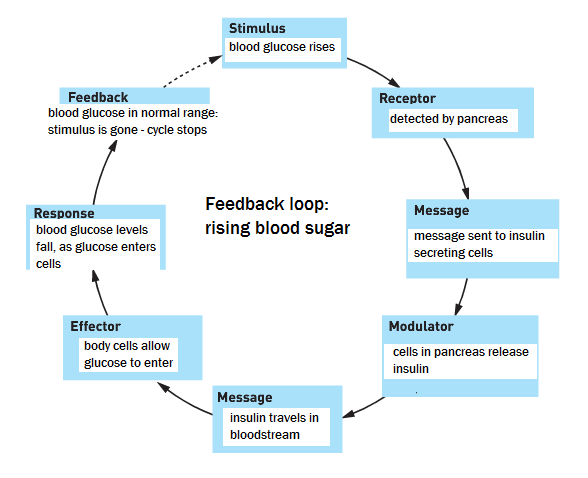 Stimulus
blood glucose rises
Receptor
detected by pancreas
Message
message sent to insulin
secreting cells
Modulator
cells in pancreas release
insulin
Message
insulin travels in
bloodstream
Effector
body cells allow
glucose to enter
Response
blood glucose levels
fall, as glucose enters
cells
Feedback
blood glucose in normal range:
stimulus is gone - cycle stops
Feedback loop:
rising blood sugar